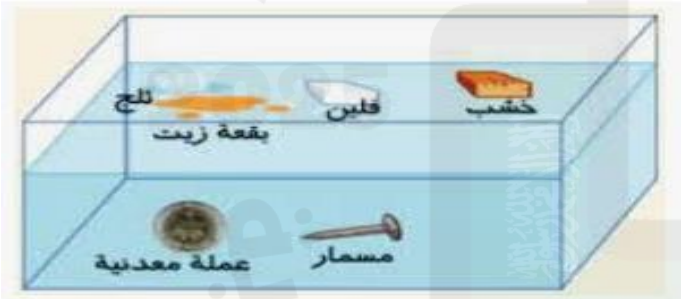 ثلج
فلين
خشب
بقعة زيت
مسمار
عملة معدنية